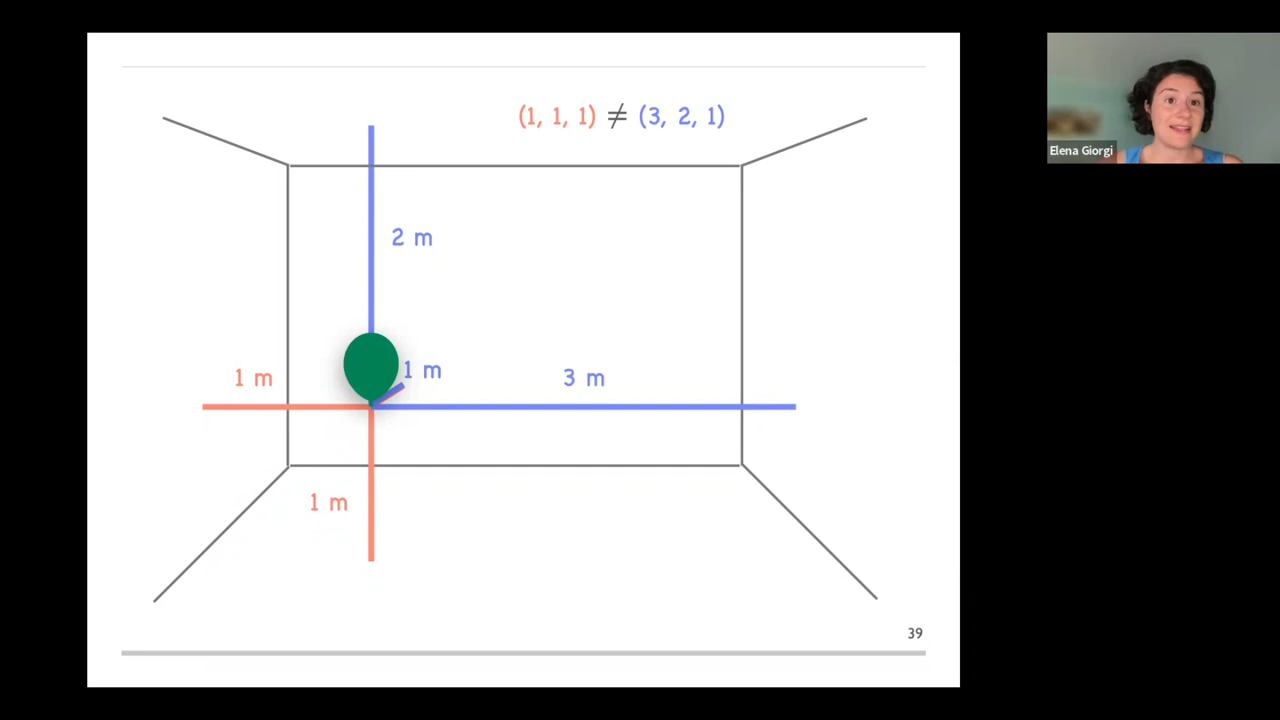 (1, 1, 1) ≠ (3, 2, 1)
Elena Giorgi
2 m
1 m
1 m
3 m
1 m
39